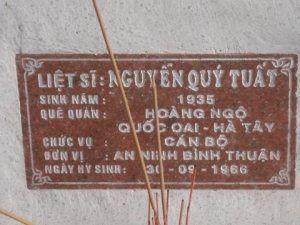 LIỆT SĨ: NGUYỄN QUÝ TUẤT
SINH NĂM: 1935
QUÊ QUÁN: HOÀNG NGÔ
QUỐC OAI - HÀ TÂY
CHỨC VỤ: CÁN BỘ
ĐƠN VỊ: AN NINH BÌNH THUẬN
NGÀY HY SINH: 30-09-1966